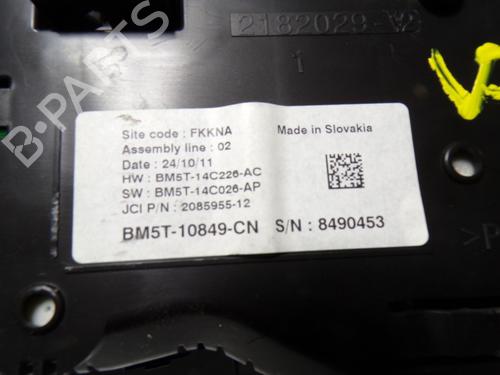 2182029-
1
Site code : FKKNA
Made in Slovakia
Assembly line : 02
Date : 24/10/11
HW : BM5T-14C226-AC
SW : BM5T-14C026-AP
JCI P/N : 2085955-12
BM5T-10849-CN S/N : 8490453
>P
B-PARTS